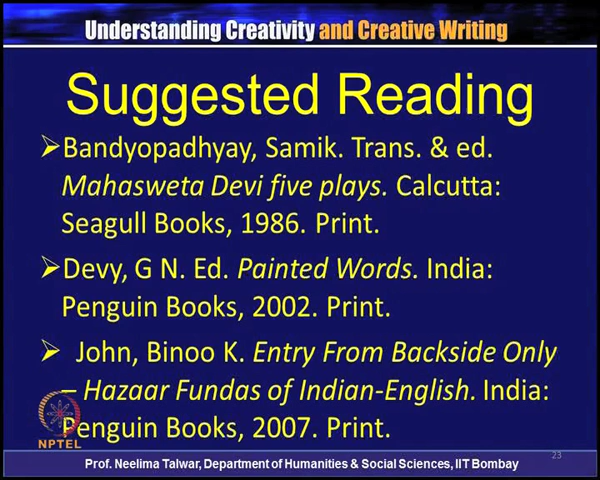 Understanding Creativity and Creative Writing
Suggested Reading
➢Bandyopadhyay, Samik. Trans. & ed.
Mahasweta Devi five plays. Calcutta:
Seagull Books, 1986. Print.
➢Devy, G N. Ed. Painted Words. India:
Penguin Books, 2002. Print.
➢ John, Binoo K. Entry From Backside Only
– Hazaar Fundas of Indian-English. India:
Penguin Books, 2007. Print.
NPTEL
23
Prof. Neelima Talwar, Department of Humanities & Social Sciences, IIT Bombay